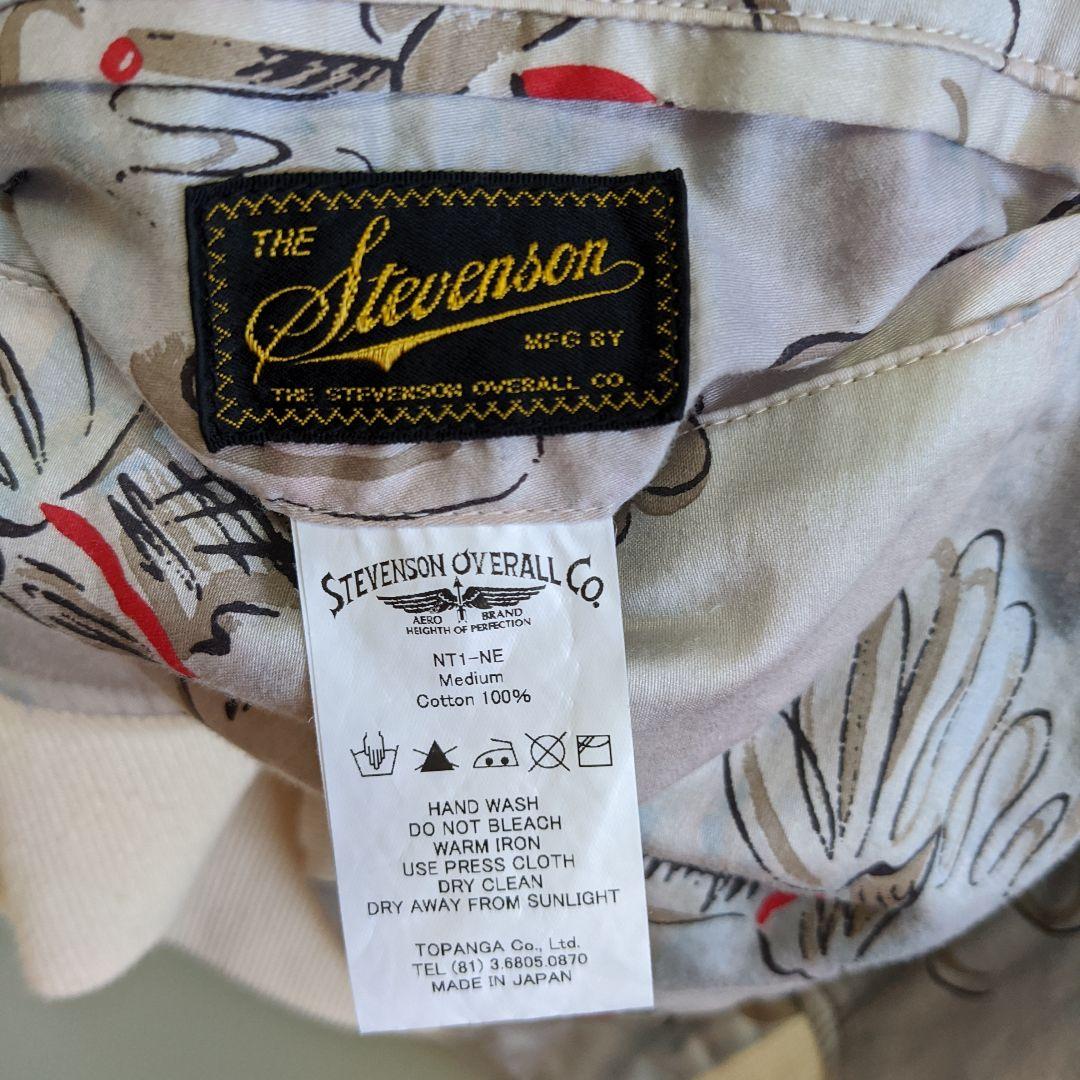 THE
Stevenson
MFG BY
THE STEVENSON OVERALL CO.
STEVENSON OVERALL CO.
AERO BRAND
HEIGHTH OF PERFECTION
NT1-NE
Medium
Cotton 100%
HAND WASH
DO NOT BLEACH
WARM IRON
USE PRESS CLOTH
DRY CLEAN
DRY AWAY FROM SUNLIGHT
TOPANGA Co., Ltd.
TEL (81) 3.6805.0870
MADE IN JAPAN